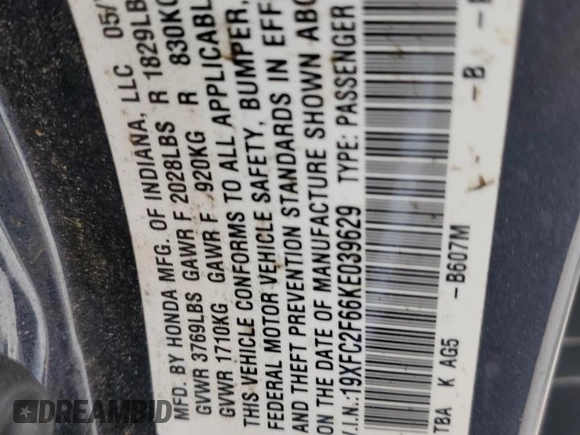 MFD. BY HONDA MFG. OF INDIANA, LLC 05/
GVWR 3769LBS GAWR F 2028LBS R 1829LB
GVWR 1710KG GAWR F 920KG R 830KG
THIS VEHICLE CONFORMS TO ALL APPLICABL
FEDERAL MOTOR VEHICLE SAFETY, BUMPER,
AND THEFT PREVENTION STANDARDS IN EFF
ON THE DATE OF MANUFACTURE SHOWN ABO
V.I.N.:19XFC2F66KE039629 TYPE: PASSENGER
TBA K AG5 -B607M -B -
DATABASE